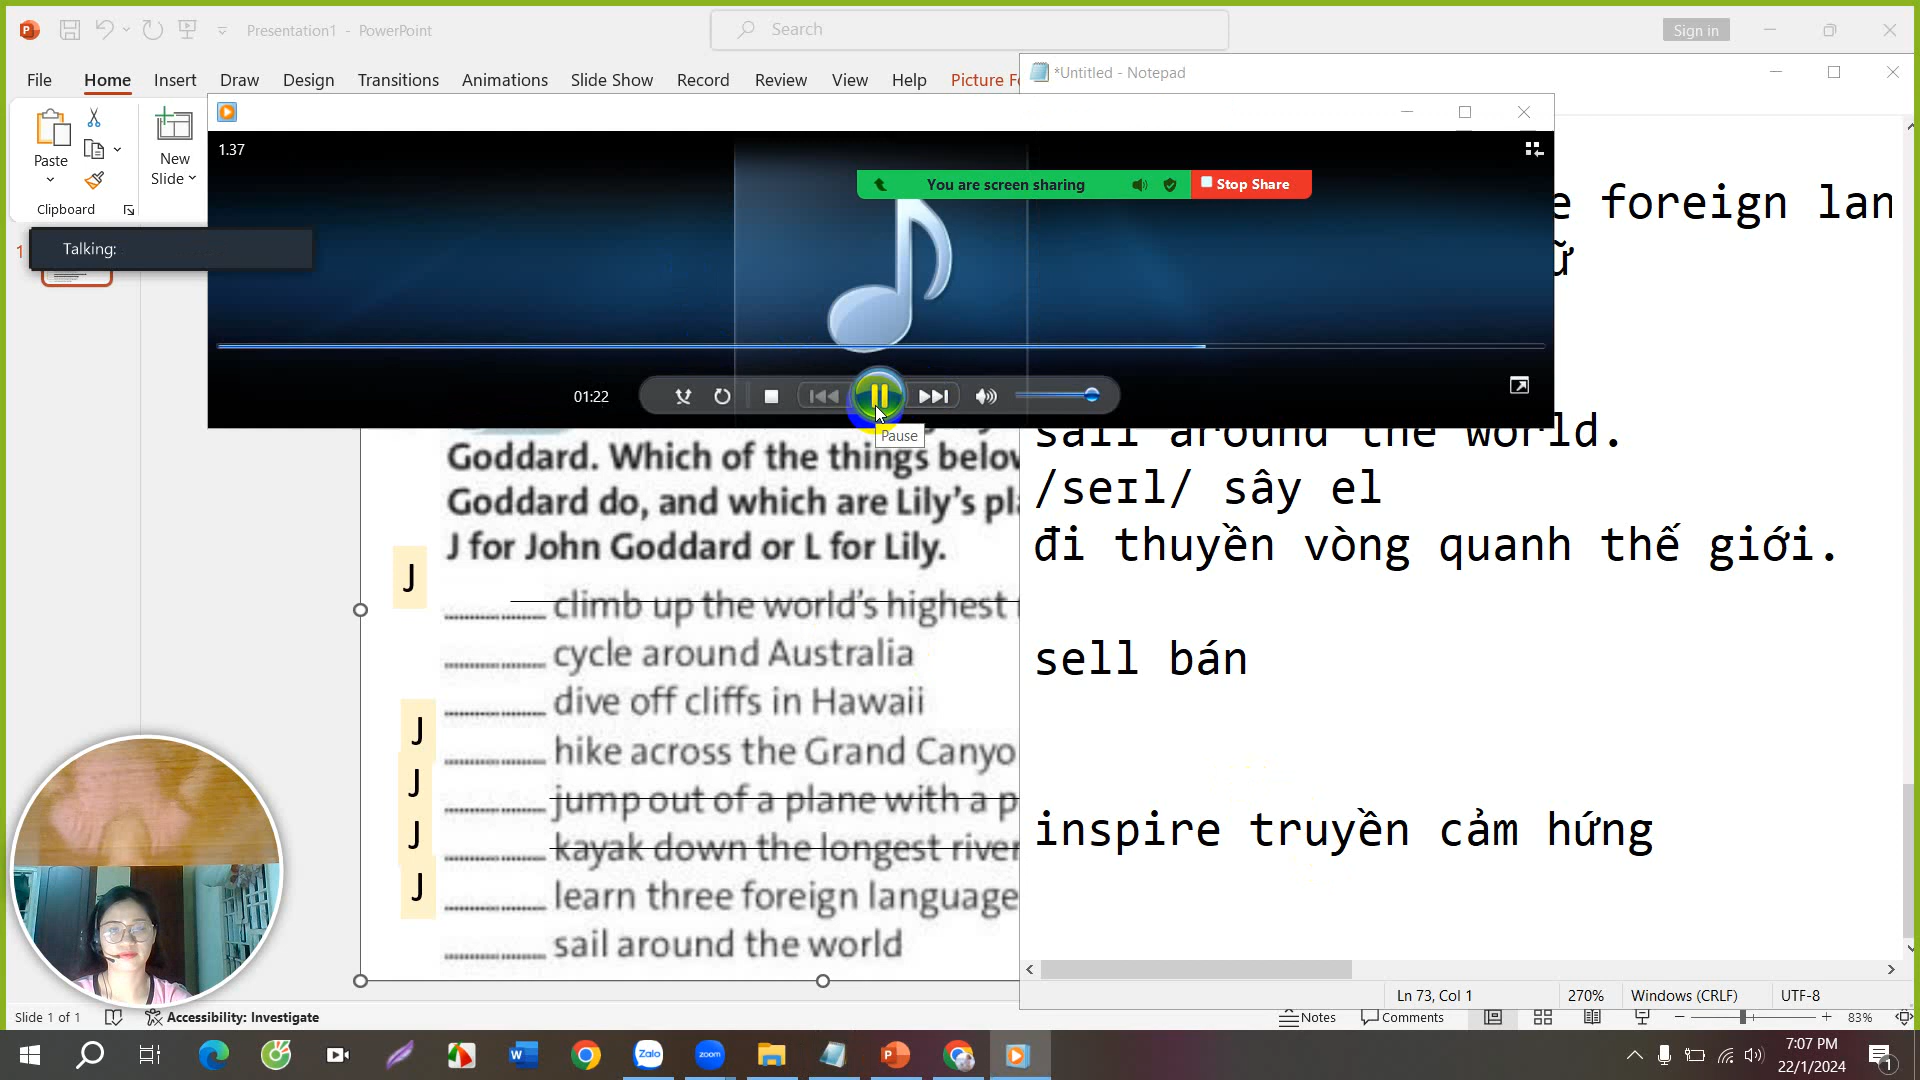 Presentation1 - PowerPoint
Search
Sign in
File Home Insert Draw Design Transitions Animations Slide Show Record Review View Help Picture Fo
*Untitled - Notepad
Paste
New
Slide
Clipboard
1
Talking:
1.37
You are screen sharing
Stop Share
01:22
Pause
e foreign lan
ữ
sail around the world.
/seɪl/ sây el
đi thuyền vòng quanh thế giới.
sell bán
inspire truyền cảm hứng
Goddard. Which of the things belov
Goddard do, and which are Lily's pla
J for John Goddard or L for Lily.
J
climb up the world's highest
cycle around Australia
dive off cliffs in Hawaii
J
hike across the Grand Canyo
J
jump out of a plane with a p
J
kayak down the longest river
J
learn three foreign language
sail around the world
Ln 73, Col 1
270%
Windows (CRLF)
UTF-8
Slide 1 of 1
Accessibility: Investigate
Notes
Comments
83%
Zalo
zoom
7:07 PM
22/1/2024
1